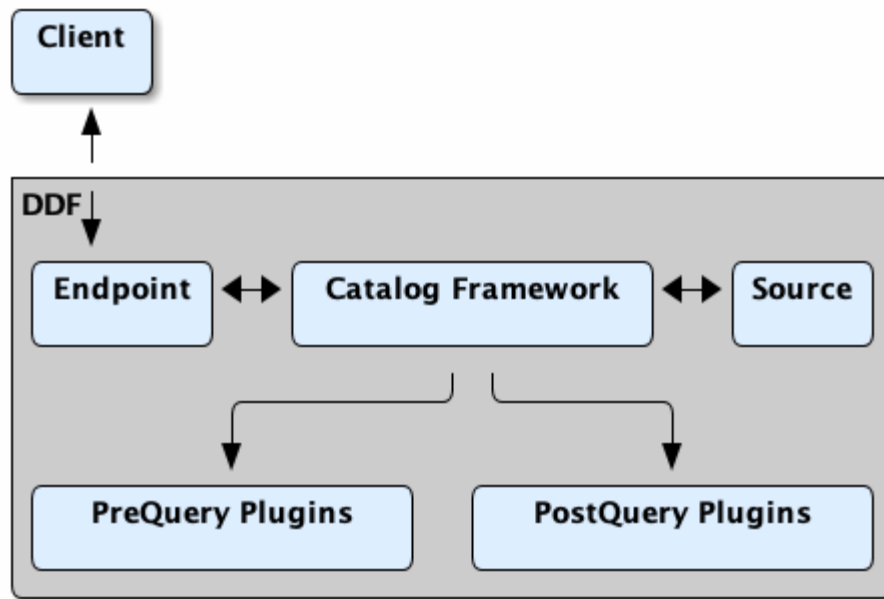 Client
DDF
Endpoint
Catalog Framework
Source
PreQuery Plugins
PostQuery Plugins